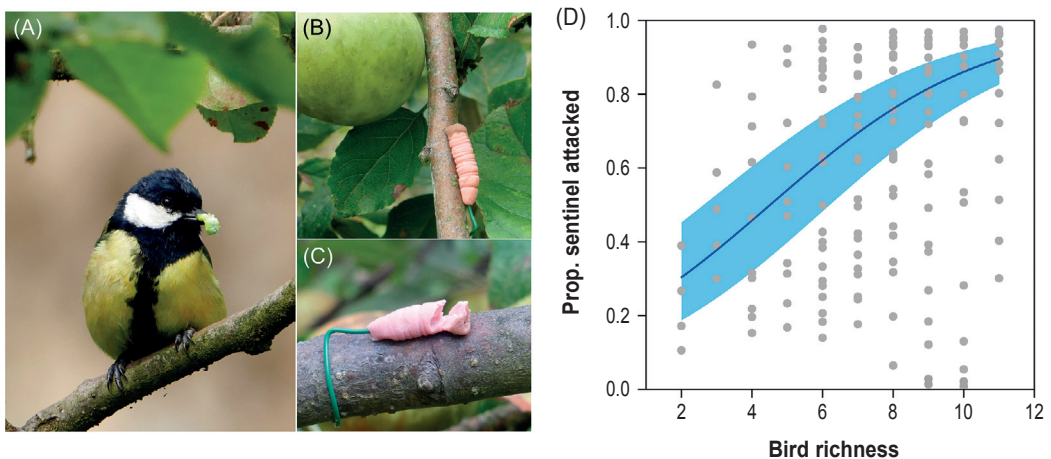 (A)
(B)
(C)
(D)
Prop. sentinel attacked
1.0
0.8
0.6
0.4
0.2
0.0
2 4 6 8 10 12
Bird richness